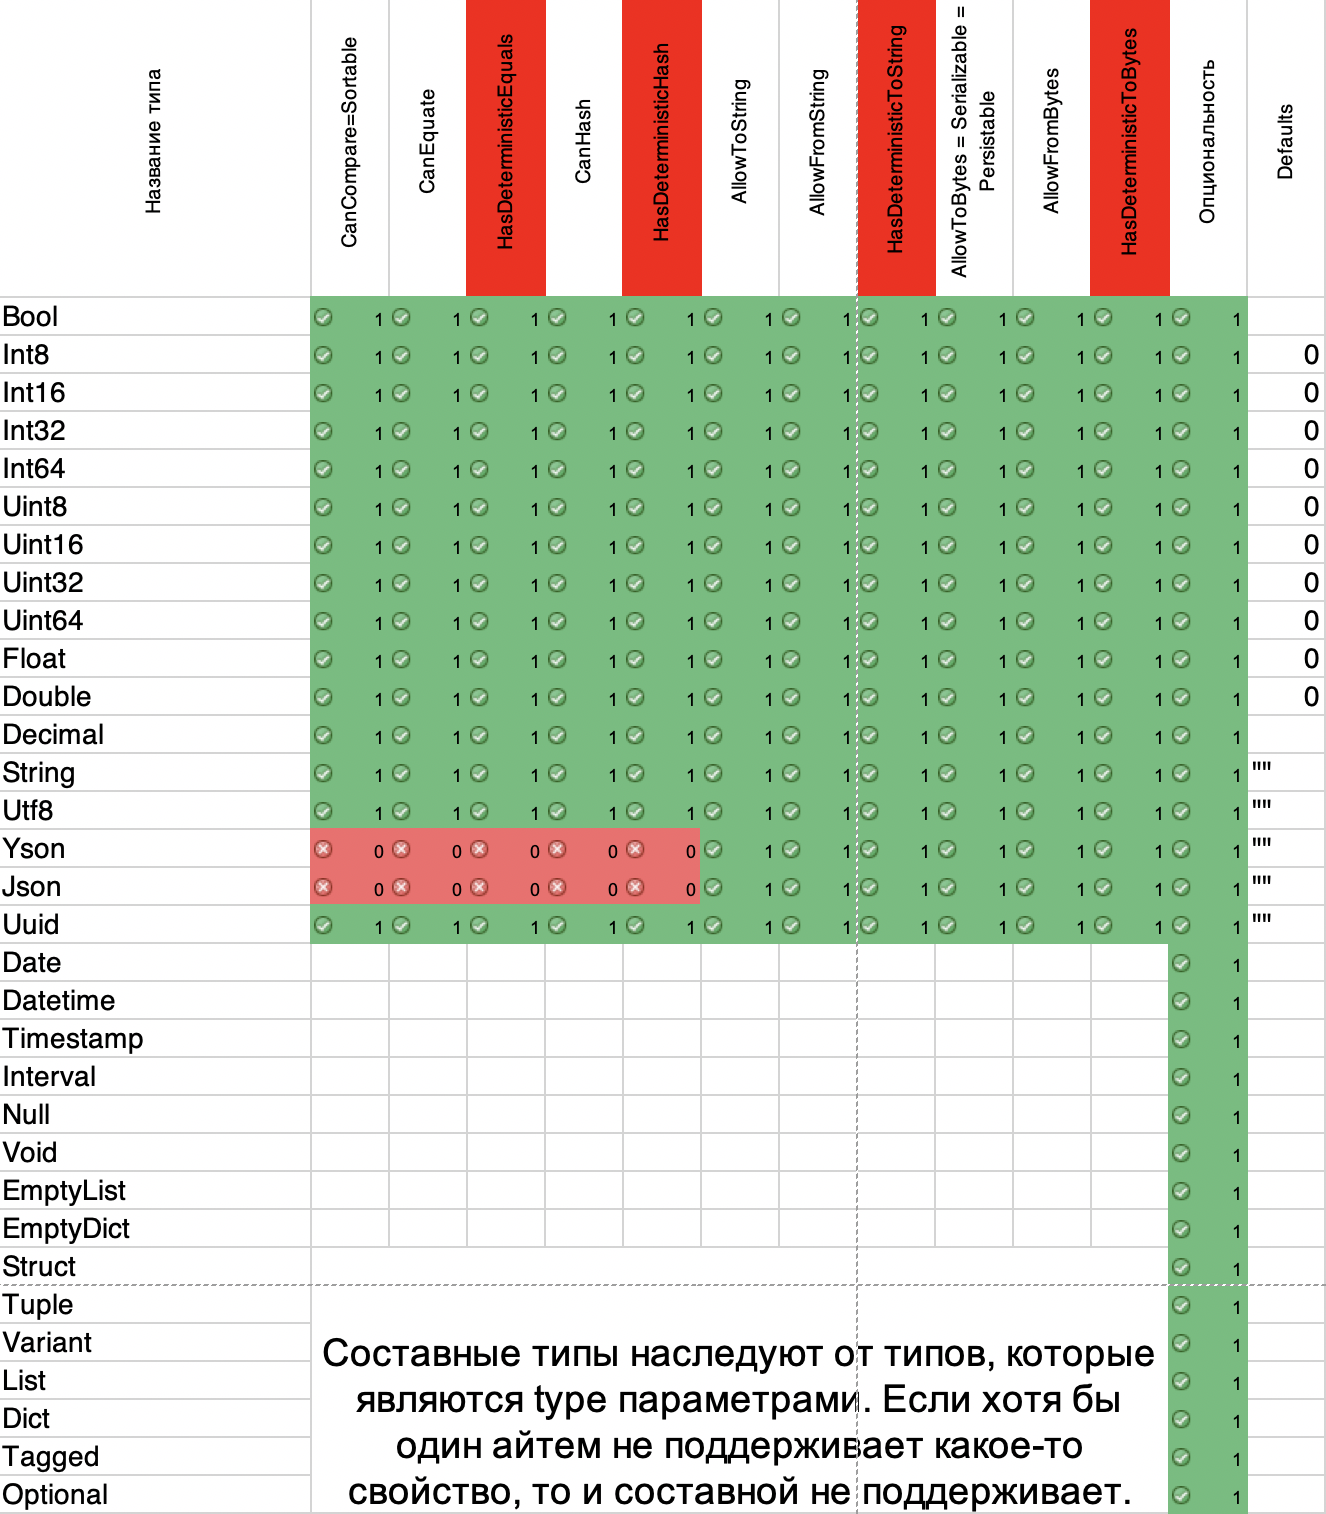 Название типа CanCompare=Sortable CanEquate HasDeterministicEquals CanHash HasDeterministicHash AllowToString AllowFromString HasDeterministicToString AllowToBytes = Serializable = Persistable AllowFromBytes HasDeterministicToBytes Опциональность Defaults
Bool 1 1 1 1 1 1 1 1 1 1 1 1
Int8 1 1 1 1 1 1 1 1 1 1 1 1 0
Int16 1 1 1 1 1 1 1 1 1 1 1 1 0
Int32 1 1 1 1 1 1 1 1 1 1 1 1 0
Int64 1 1 1 1 1 1 1 1 1 1 1 1 0
Uint8 1 1 1 1 1 1 1 1 1 1 1 1 0
Uint16 1 1 1 1 1 1 1 1 1 1 1 1 0
Uint32 1 1 1 1 1 1 1 1 1 1 1 1 0
Uint64 1 1 1 1 1 1 1 1 1 1 1 1 0
Float 1 1 1 1 1 1 1 1 1 1 1 1 0
Double 1 1 1 1 1 1 1 1 1 1 1 1 0
Decimal 1 1 1 1 1 1 1 1 1 1 1 1
String 1 1 1 1 1 1 1 1 1 1 1 1 ""
Utf8 1 1 1 1 1 1 1 1 1 1 1 1 ""
Yson 0 0 0 0 0 1 1 1 1 1 1 1 ""
Json 0 0 0 0 0 1 1 1 1 1 1 1 ""
Uuid 1 1 1 1 1 1 1 1 1 1 1 1 ""
Date 1
Datetime 1
Timestamp 1
Interval 1
Null 1
Void 1
EmptyList 1
EmptyDict 1
Struct 1
Tuple 1
Variant 1
List 1
Dict 1
Tagged 1
Optional 1
Составные типы наследуют от типов, которые
являются type параметрами. Если хотя бы
один айтем не поддерживает какое-то
свойство, то и составной не поддерживает.